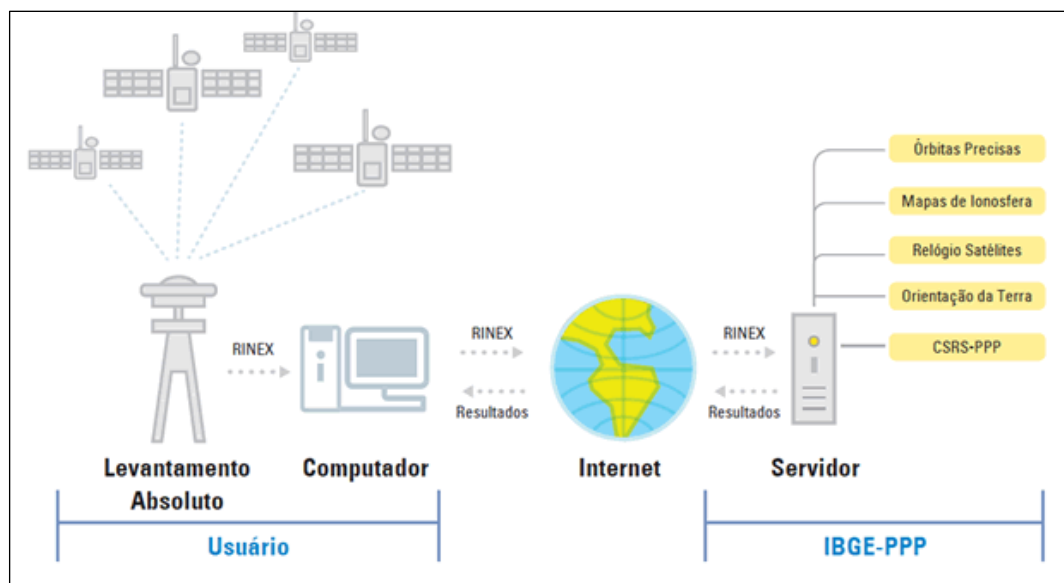 Órbitas Precisas
Mapas de Ionosfera
Relógio Satélites
Orientação da Terra
CSRS-PPP
RINEX
RINEX
RINEX
Resultados
Resultados
Levantamento
Absoluto
Computador
Internet
Servidor
Usuário
IBGE-PPP